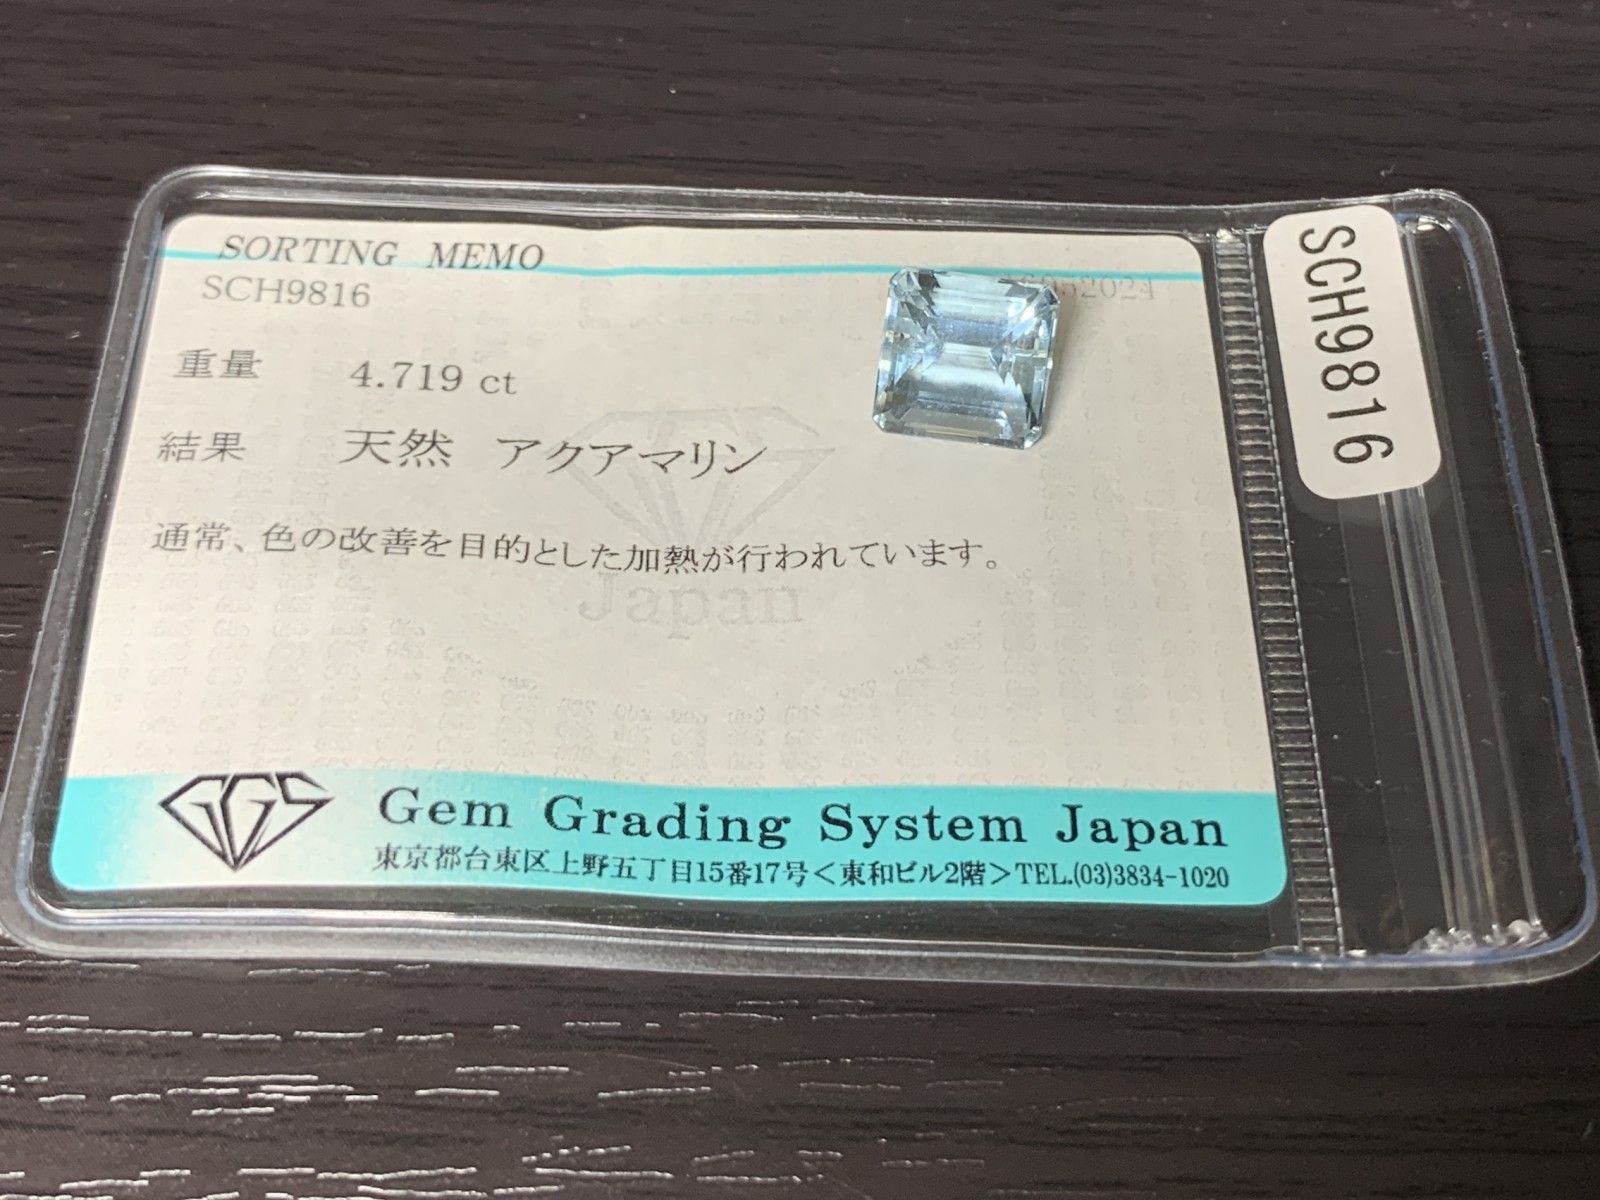 SORTING MEMO
SCH9816
重量 4.719 ct
結果 天然 アクアマリン
通常、色の改善を目的とした加熱が行われています。
Japan
GGS
Gem Grading System Japan
東京都台東区上野五丁目15番17号<東和ビル2階>TEL.(03)3834-1020
SCH9816